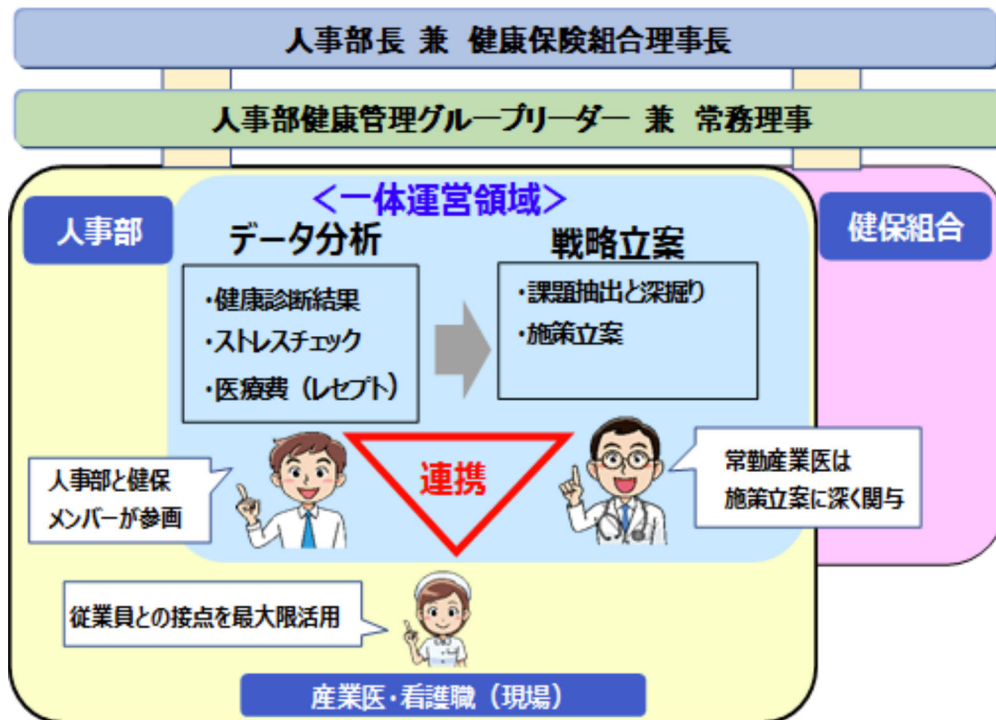 人事部長 兼 健康保険組合理事長
人事部健康管理グループリーダー 兼 常務理事
<一体運営領域>
人事部
健保組合
データ分析
・健康診断結果
・ストレスチェック
・医療費（レセプト）
戦略立案
・課題抽出と深掘り
・施策立案
人事部と健保
メンバーが参画
連携
常勤産業医は
施策立案に深く関与
従業員との接点を最大限活用
産業医・看護職（現場）